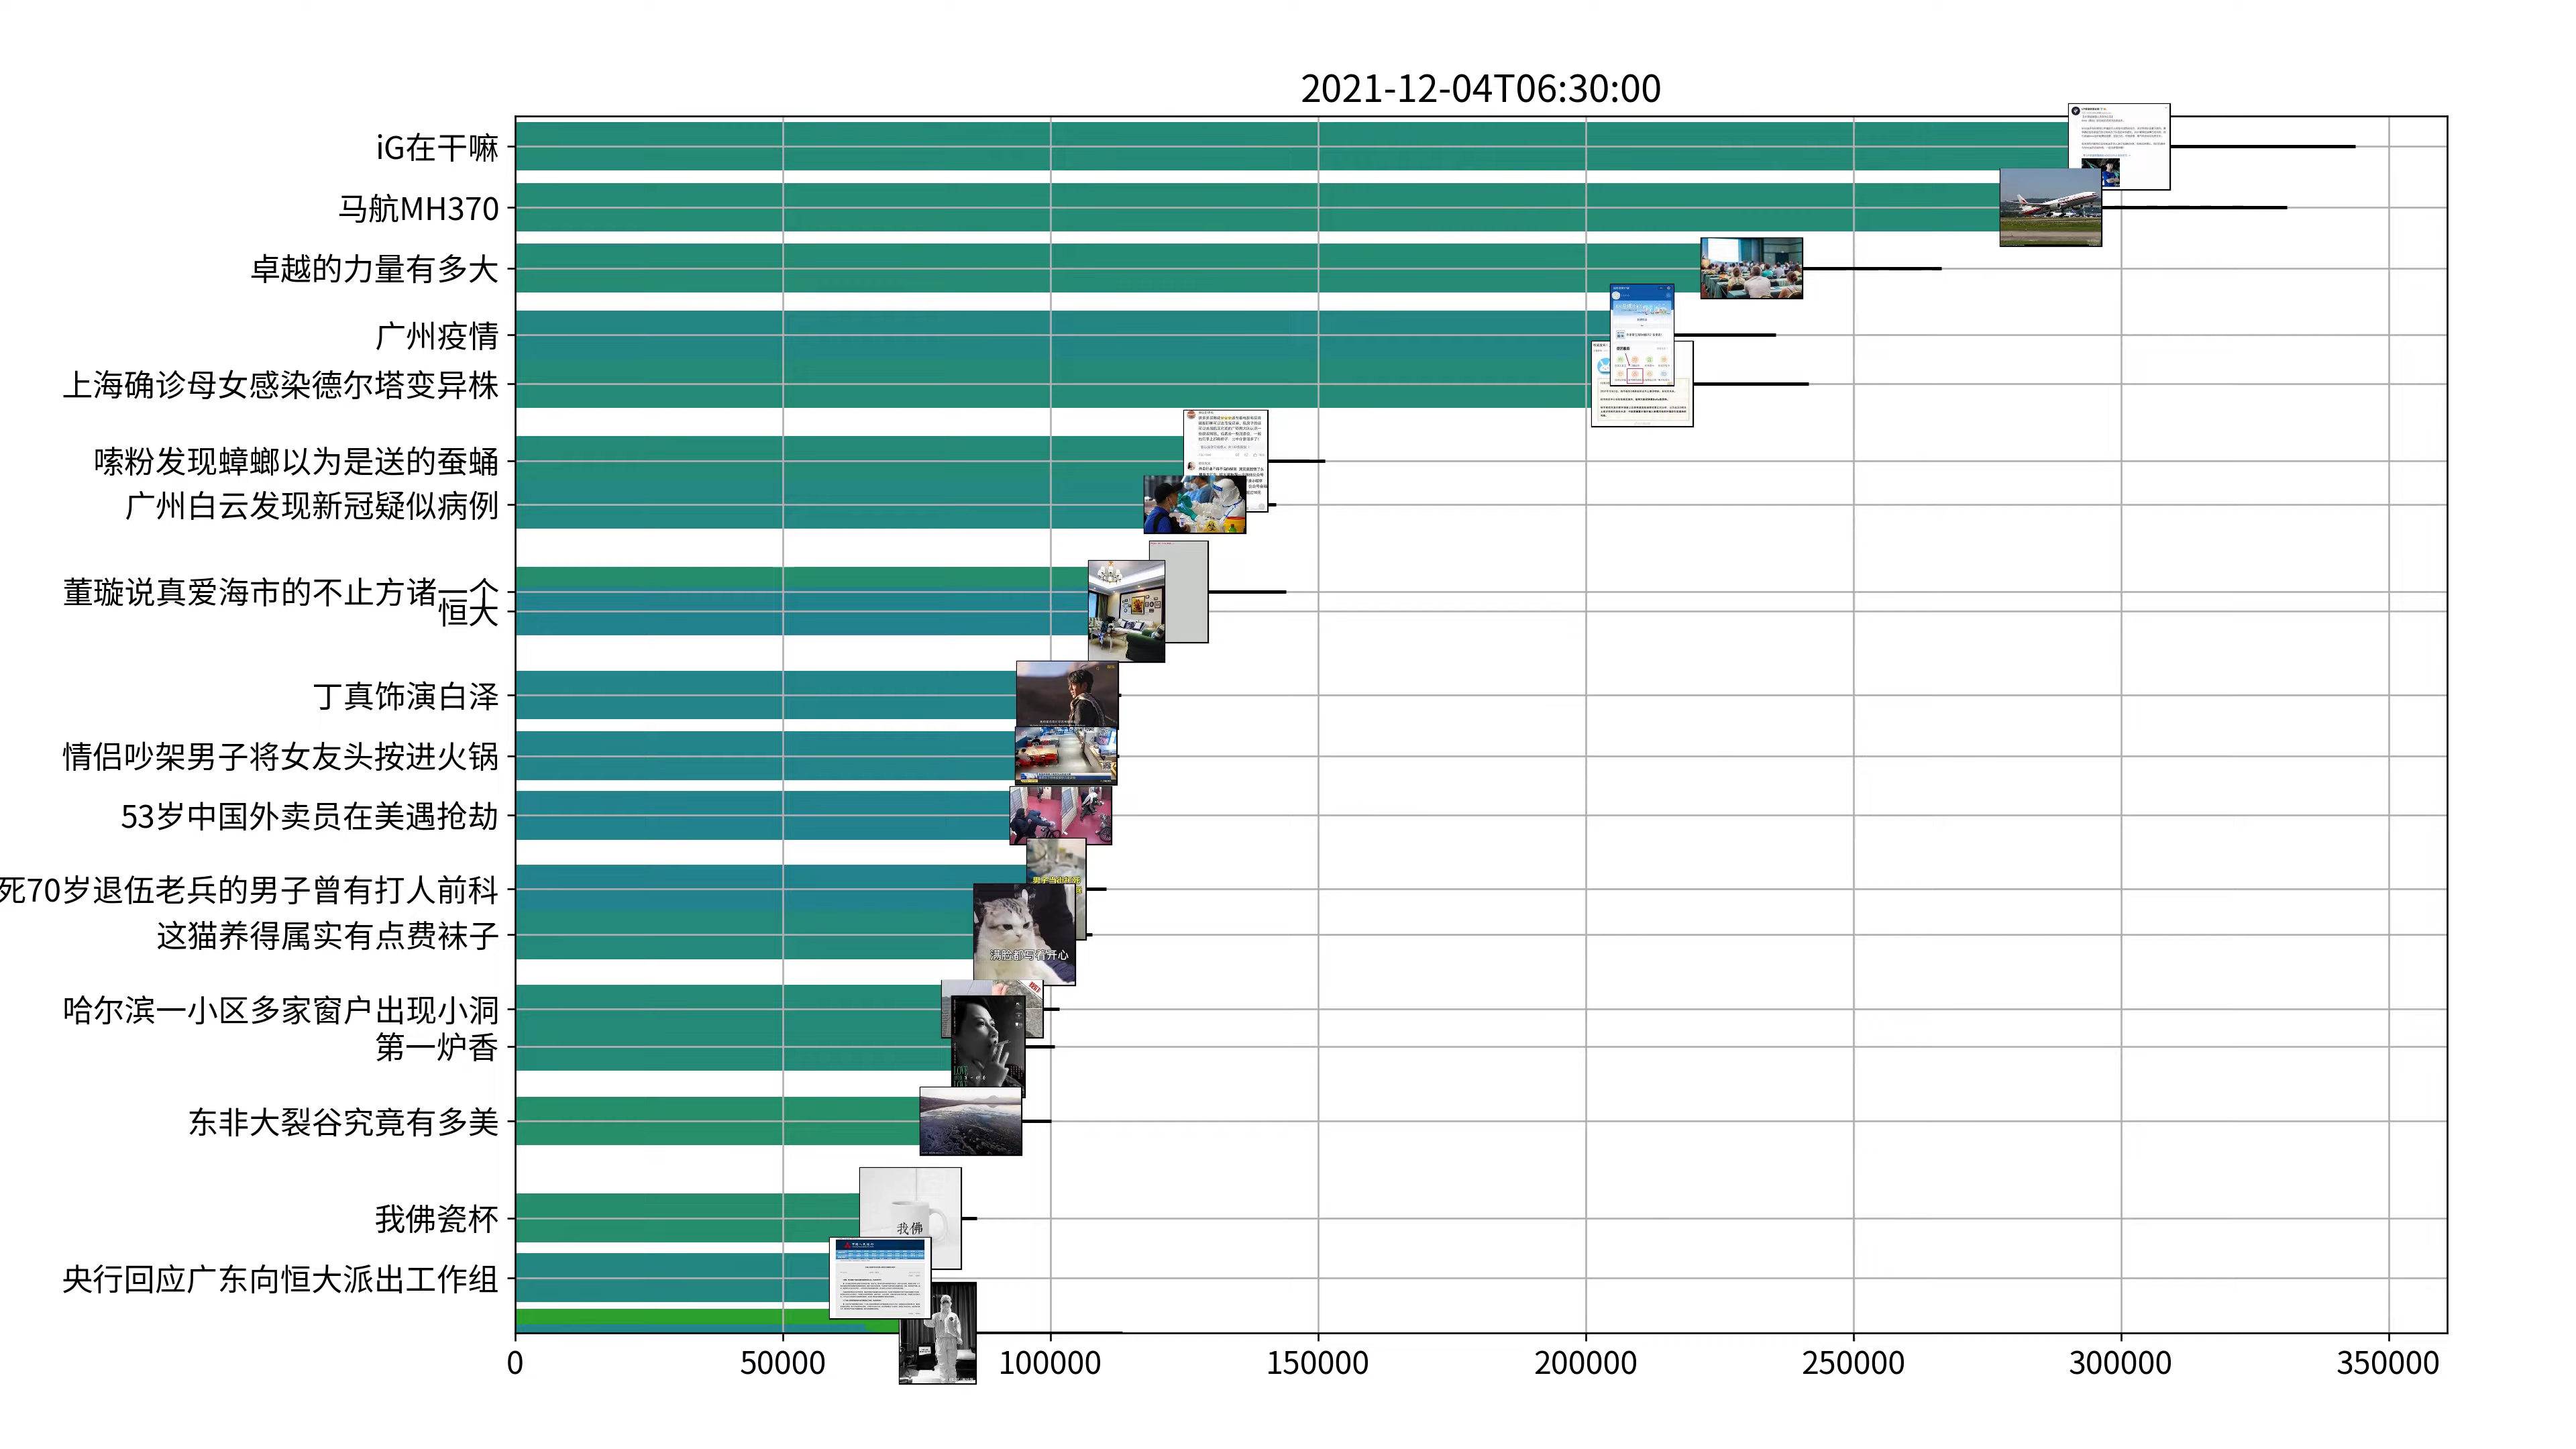 2021-12-04T06:30:00
iG在干嘛
马航MH370
卓越的力量有多大
广州疫情
上海确诊母女感染德尔塔变异株
嗦粉发现蟑螂以为是送的蚕蛹
广州白云发现新冠疑似病例
董璇说真爱海市的不止方诸一个
恒大
丁真饰演白泽
情侣吵架男子将女友头按进火锅
53岁中国外卖员在美遇抢劫
死70岁退伍老兵的男子曾有打人前科
这猫养得属实有点费袜子
满脸都写着开心
哈尔滨一小区多家窗户出现小洞
第一炉香
东非大裂谷究竟有多美
我佛瓷杯
我佛
央行回应广东向恒大派出工作组
0 50000 100000 150000 200000 250000 300000 350000